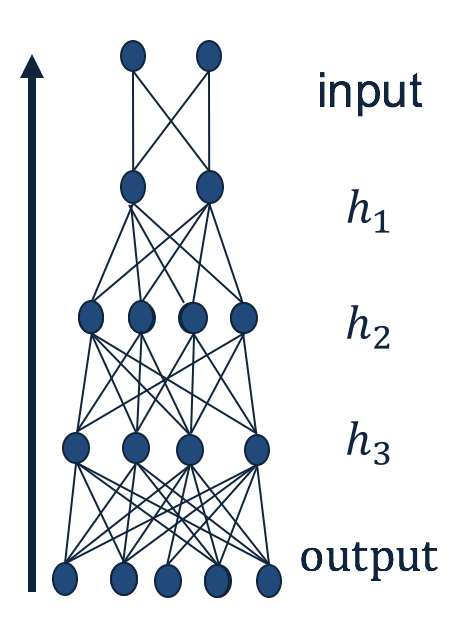 input
h₁
h₂
h₃
output